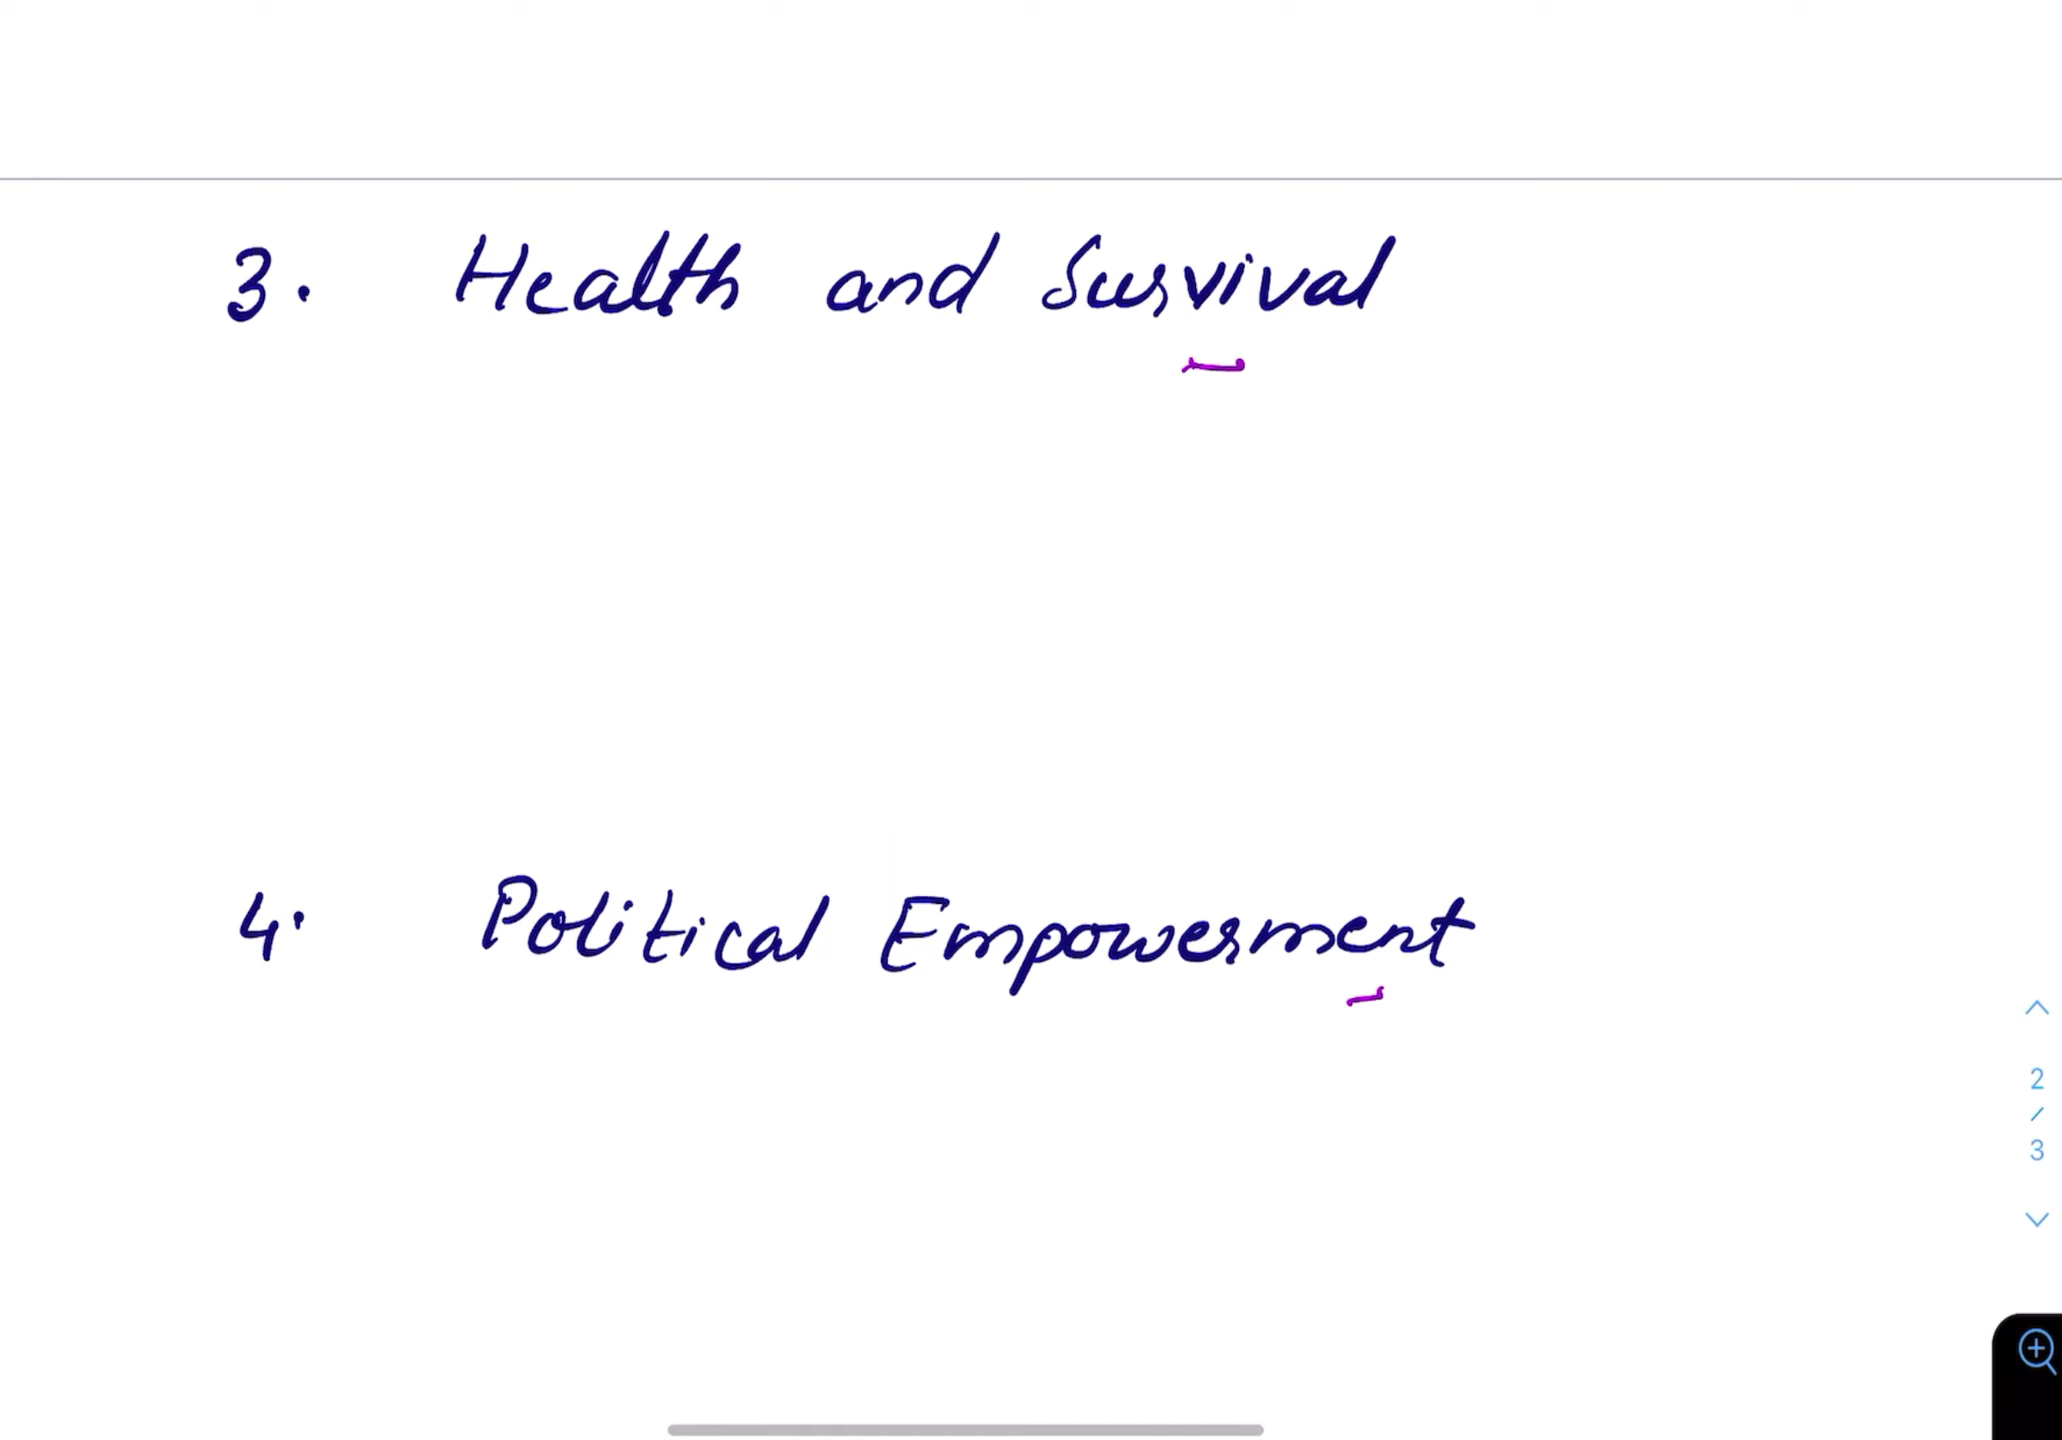 3. Health and Survival
4. Political Empowerment
2
/
3